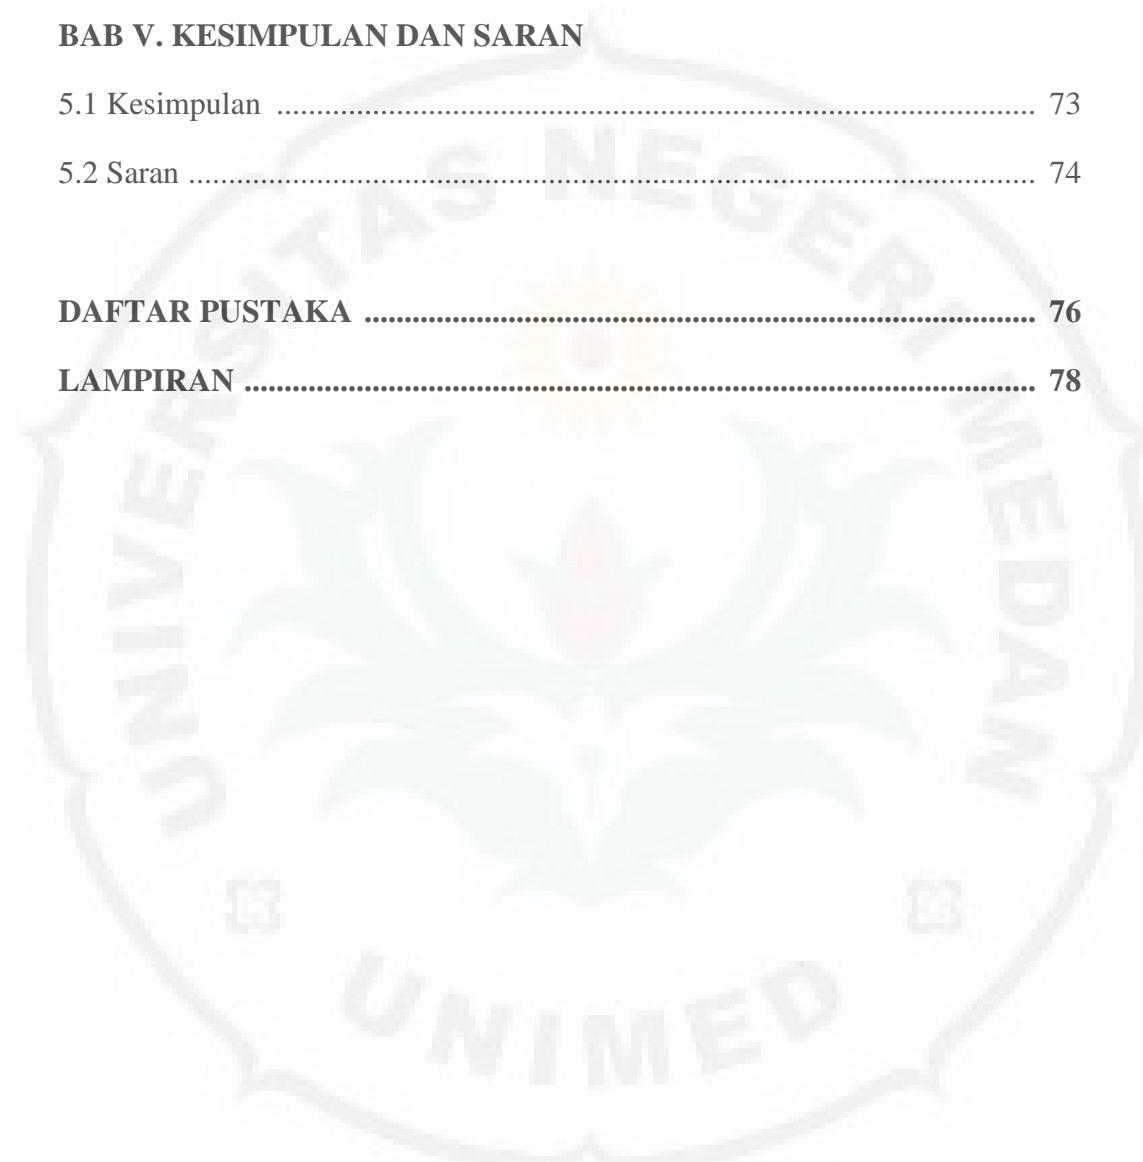 BAB V. KESIMPULAN DAN SARAN
5.1 Kesimpulan ................................................................................................ 73
5.2 Saran ........................................................................................................... 74
DAFTAR PUSTAKA ..................................................................................... 76
LAMPIRAN .................................................................................................... 78
UNIVERSITAS NEGERI MEDAN
UNIMED